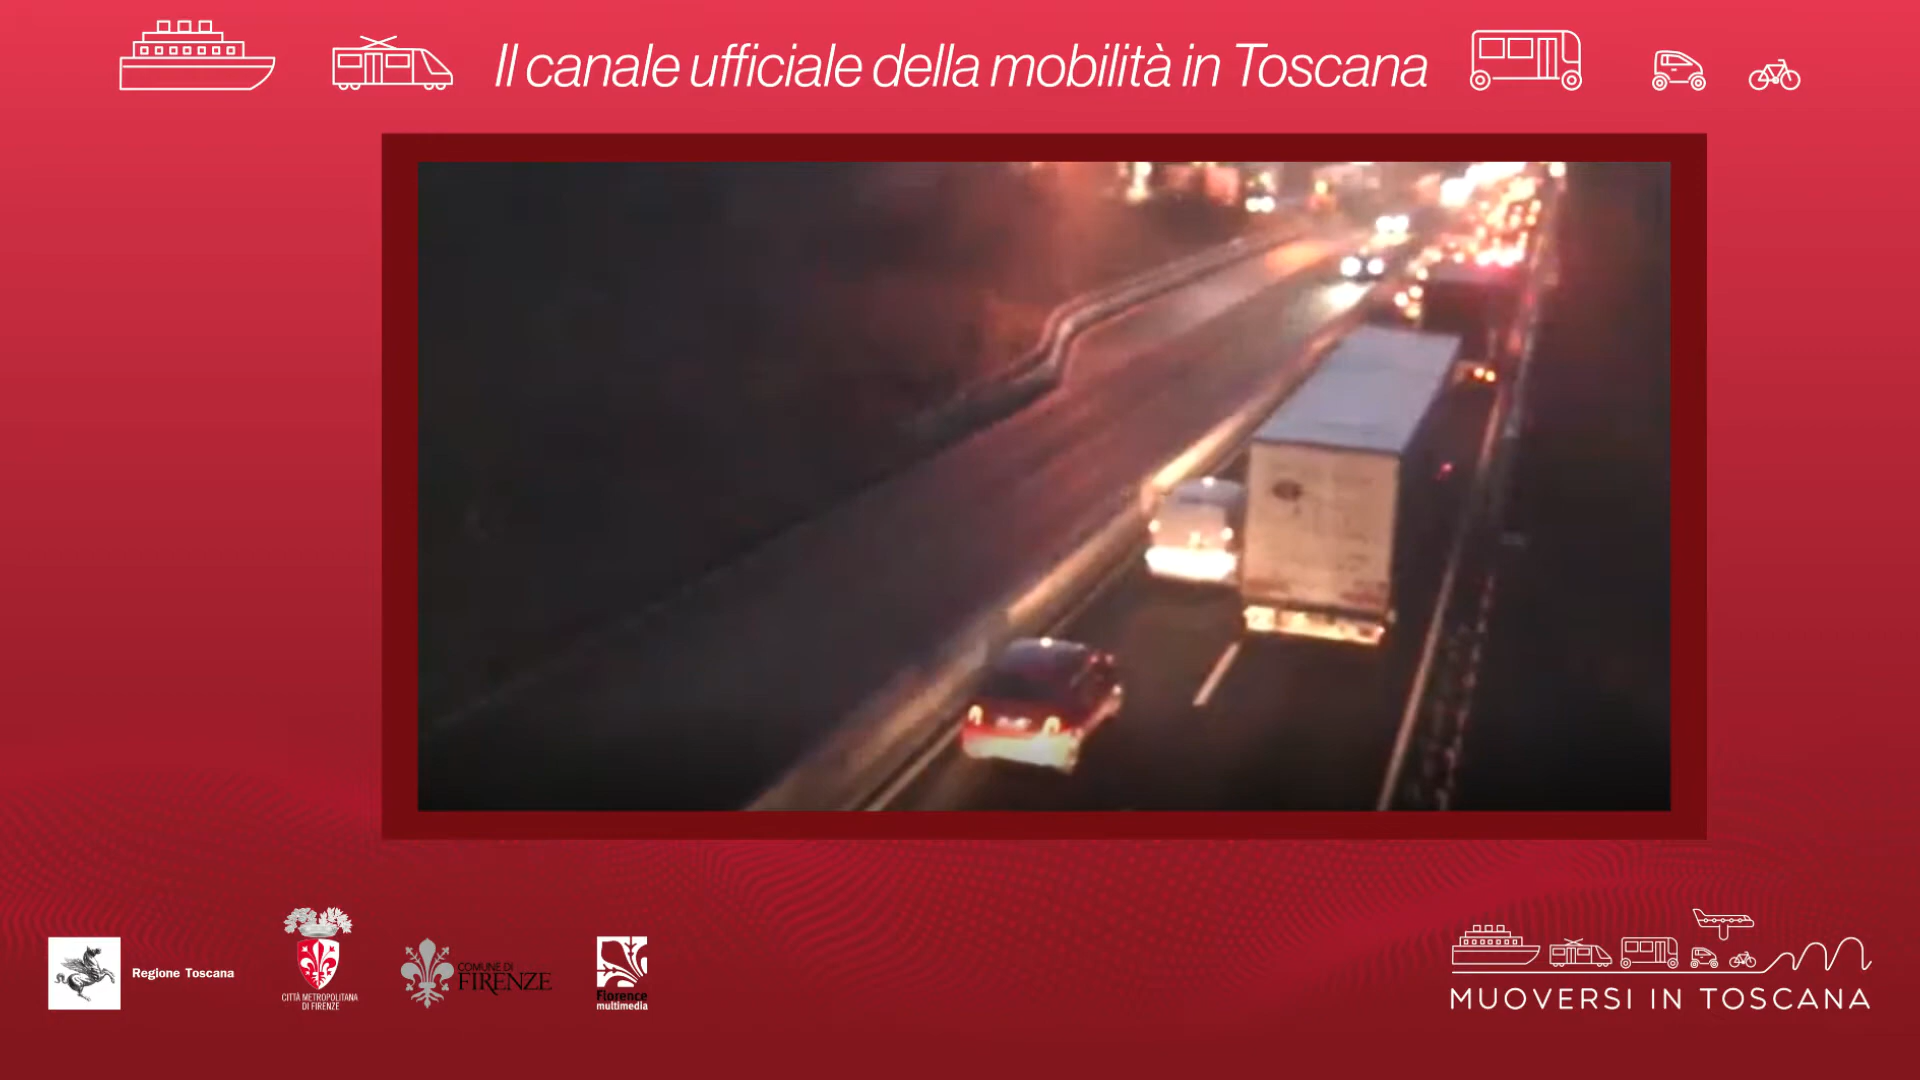 Il canale ufficiale della mobilità in Toscana
Regione Toscana
CITTÀ METROPOLITANA
DI FIRENZE
COMUNE DI
FIRENZE
Florence
multimedia
MUOVERSI IN TOSCANA